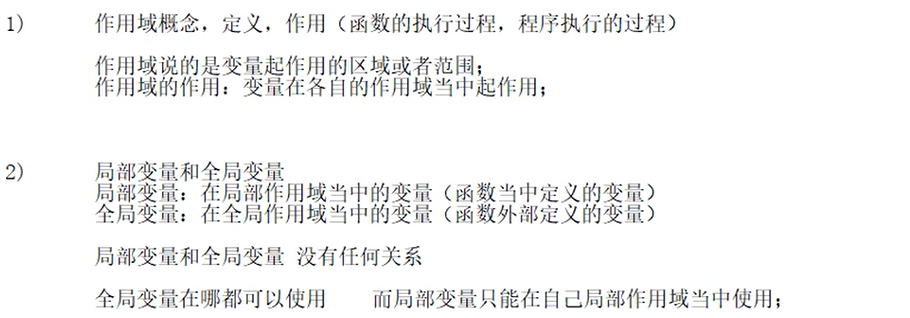 1) 作用域概念，定义，作用（函数的执行过程，程序执行的过程）
作用域说的是变量起作用的区域或者范围；
作用域的作用：变量在各自的作用域当中起作用；
2) 局部变量和全局变量
局部变量：在局部作用域当中的变量（函数当中定义的变量）
全局变量：在全局作用域当中的变量（函数外部定义的变量）
局部变量和全局变量 没有任何关系
全局变量在哪都可以使用 而局部变量只能在自己局部作用域当中使用；